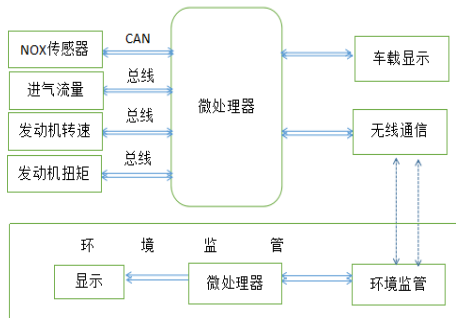 NOX传感器
CAN
进气流量
总线
发动机转速
总线
发动机扭矩
总线
微处理器
车载显示
无线通信
环境监管
显示
微处理器
环境监管